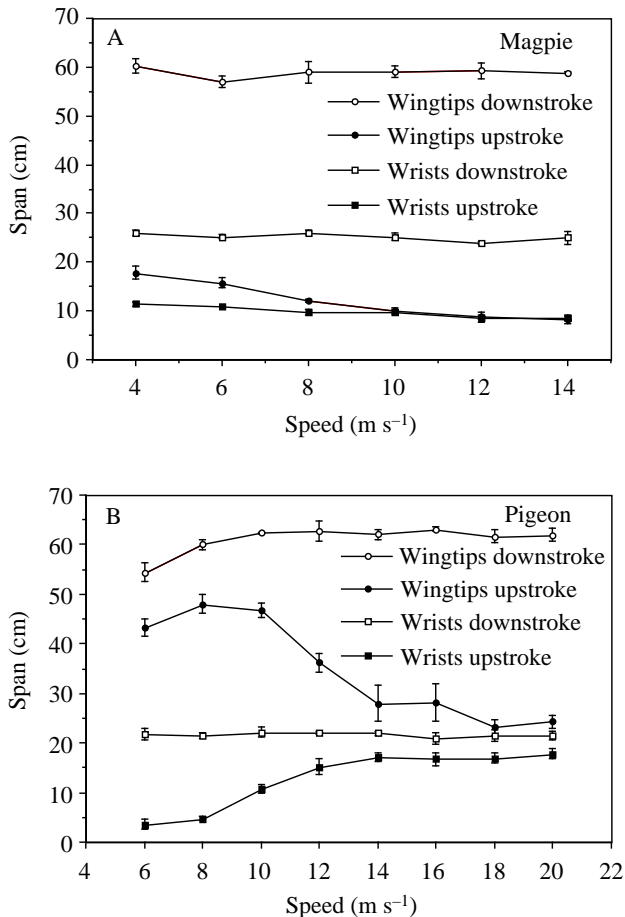 A
Magpie
70
60
50
40
30
20
10
0
Span (cm)
Wingtips downstroke
Wingtips upstroke
Wrists downstroke
Wrists upstroke
4 6 8 10 12 14
Speed (m s⁻¹)
B
Pigeon
70
60
50
40
30
20
10
0
Span (cm)
Wingtips downstroke
Wingtips upstroke
Wrists downstroke
Wrists upstroke
4 6 8 10 12 14 16 18 20 22
Speed (m s⁻¹)